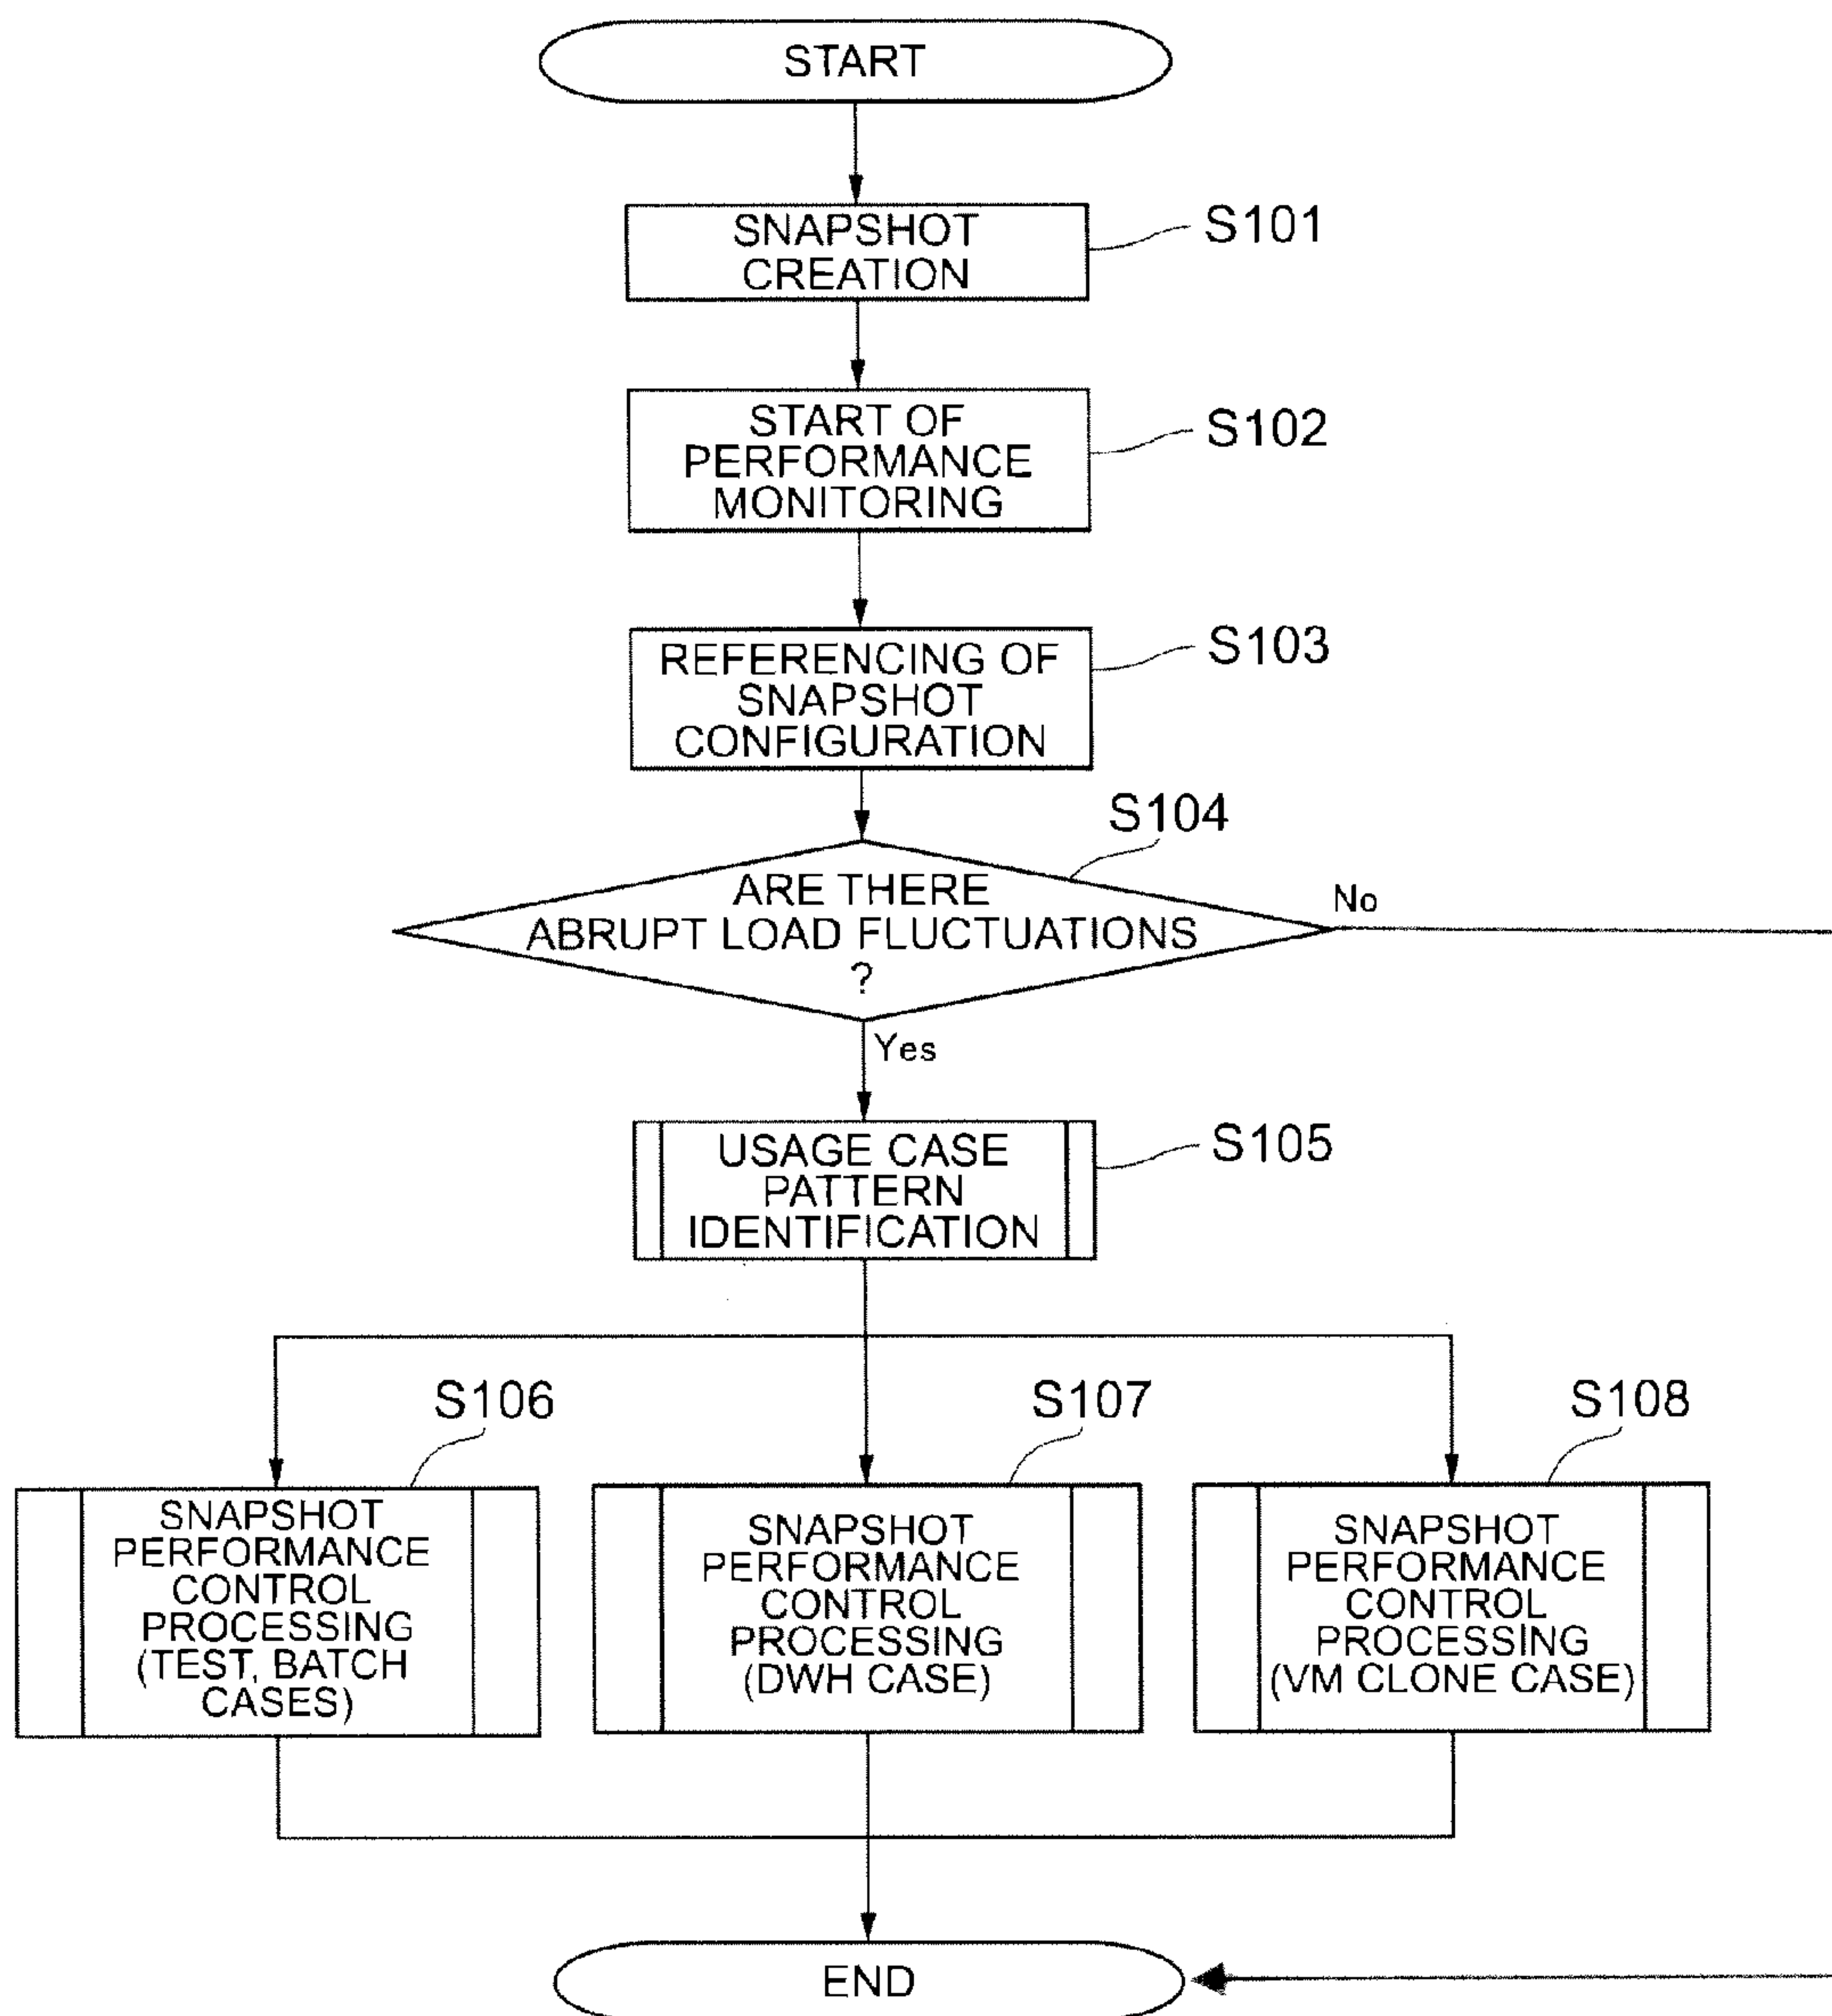 START
SNAPSHOT
CREATION
S101
START OF
PERFORMANCE
MONITORING
S102
REFERENCING OF
SNAPSHOT
CONFIGURATION
S103
S104
ARE THERE
ABRUPT LOAD FLUCTUATIONS
?
No
Yes
USAGE CASE
PATTERN
IDENTIFICATION
S105
S106
SNAPSHOT
PERFORMANCE
CONTROL
PROCESSING
(TEST, BATCH
CASES)
S107
SNAPSHOT
PERFORMANCE
CONTROL
PROCESSING
(DWH CASE)
S108
SNAPSHOT
PERFORMANCE
CONTROL
PROCESSING
(VM CLONE CASE)
END